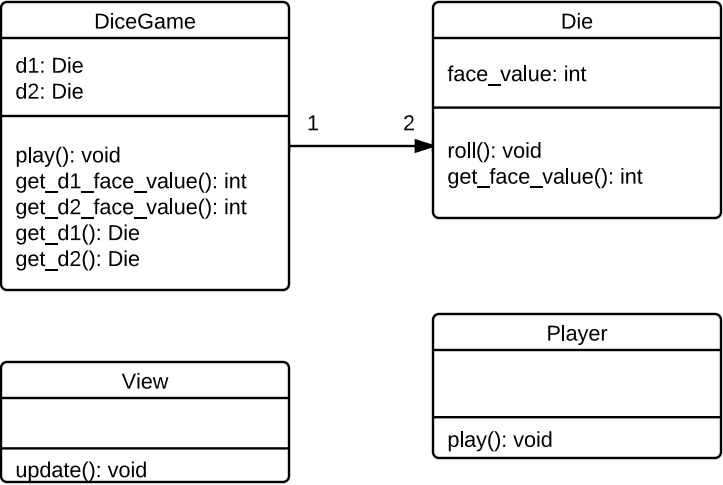 DiceGame
d1: Die
d2: Die
play(): void
get_d1_face_value(): int
get_d2_face_value(): int
get_d1(): Die
get_d2(): Die
1
2
Die
face_value: int
roll(): void
get_face_value(): int
View
update(): void
Player
play(): void